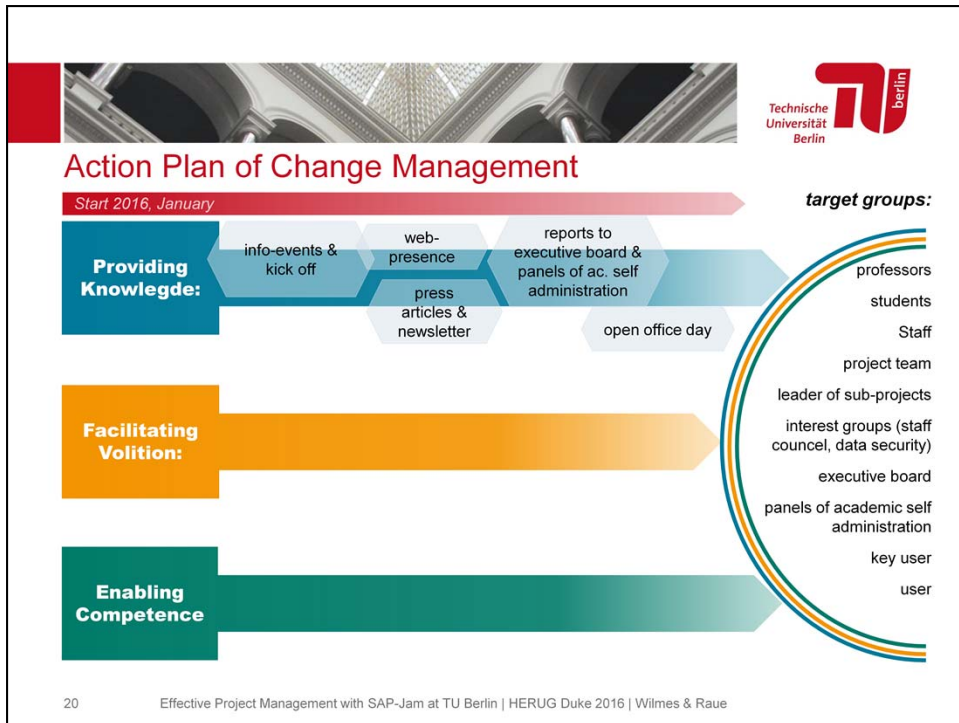 Technische
Universität
Berlin
berlin
Action Plan of Change Management
Start 2016, January
target groups:
Providing
Knowlegde:
info-events &
kick off
web-
presence
press
articles &
newsletter
reports to
executive board &
panels of ac. self
administration
open office day
Facilitating
Volition:
Enabling
Competence
professors
students
Staff
project team
leader of sub-projects
interest groups (staff
councel, data security)
executive board
panels of academic self
administration
key user
user
20
Effective Project Management with SAP-Jam at TU Berlin | HERUG Duke 2016 | Wilmes & Raue